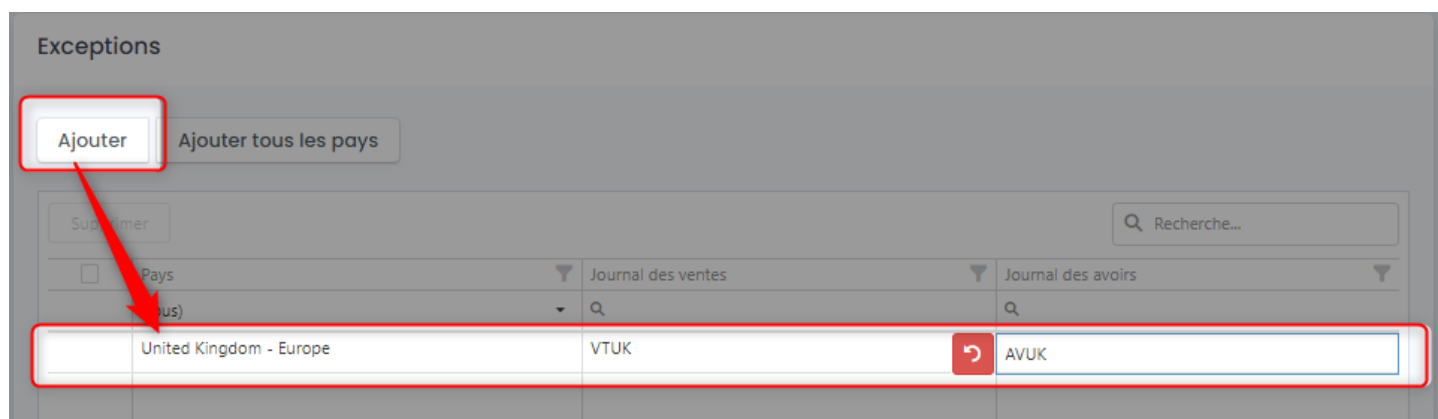 Exceptions
Ajouter Ajouter tous les pays
Supprimer Recherche...
Pays Journal des ventes Journal des avoirs
United Kingdom - Europe VTUK AVUK